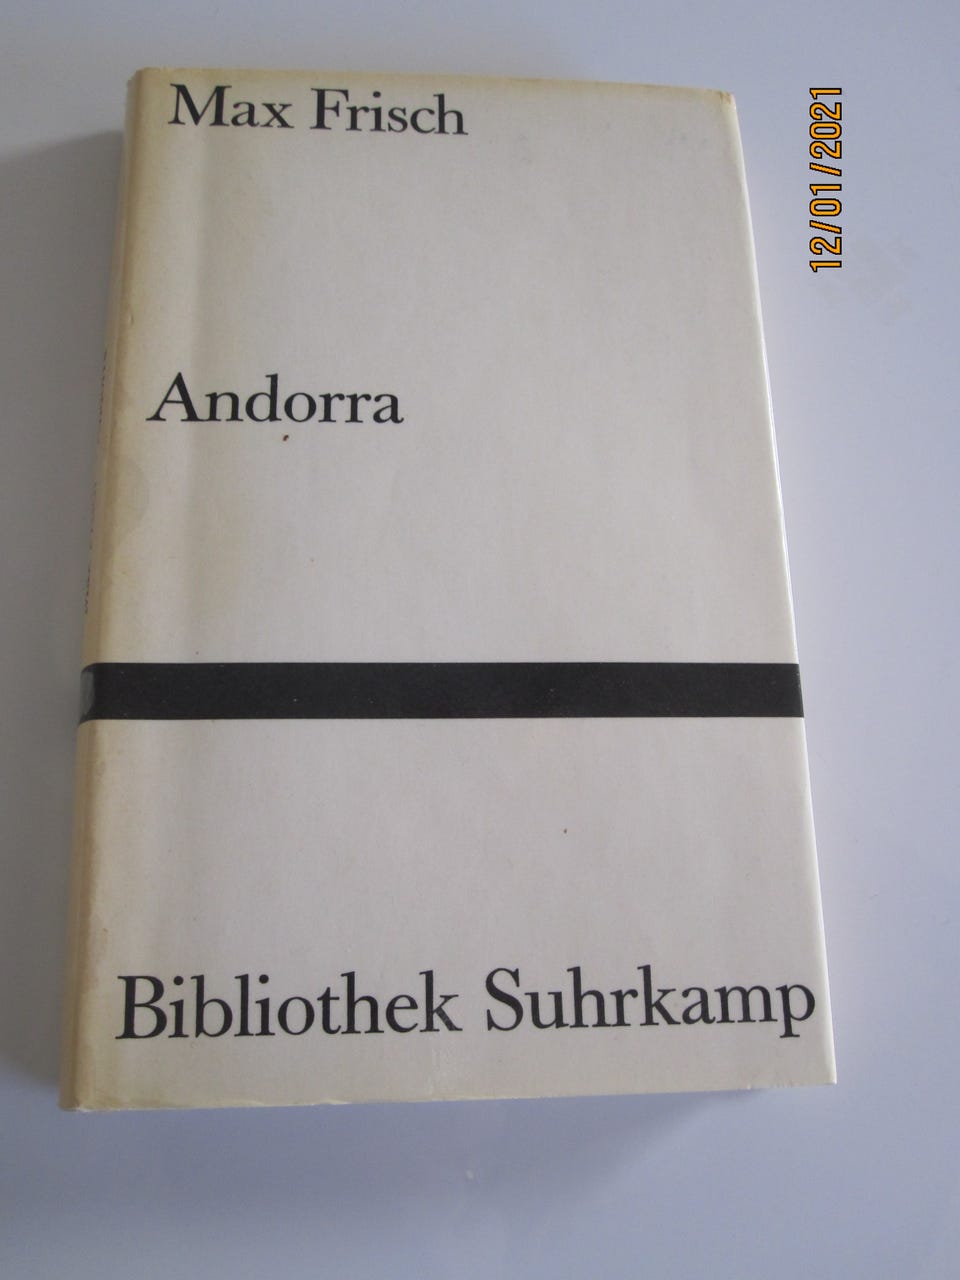 Max Frisch
Andorra
Bibliothek Suhrkamp
12/01/2021